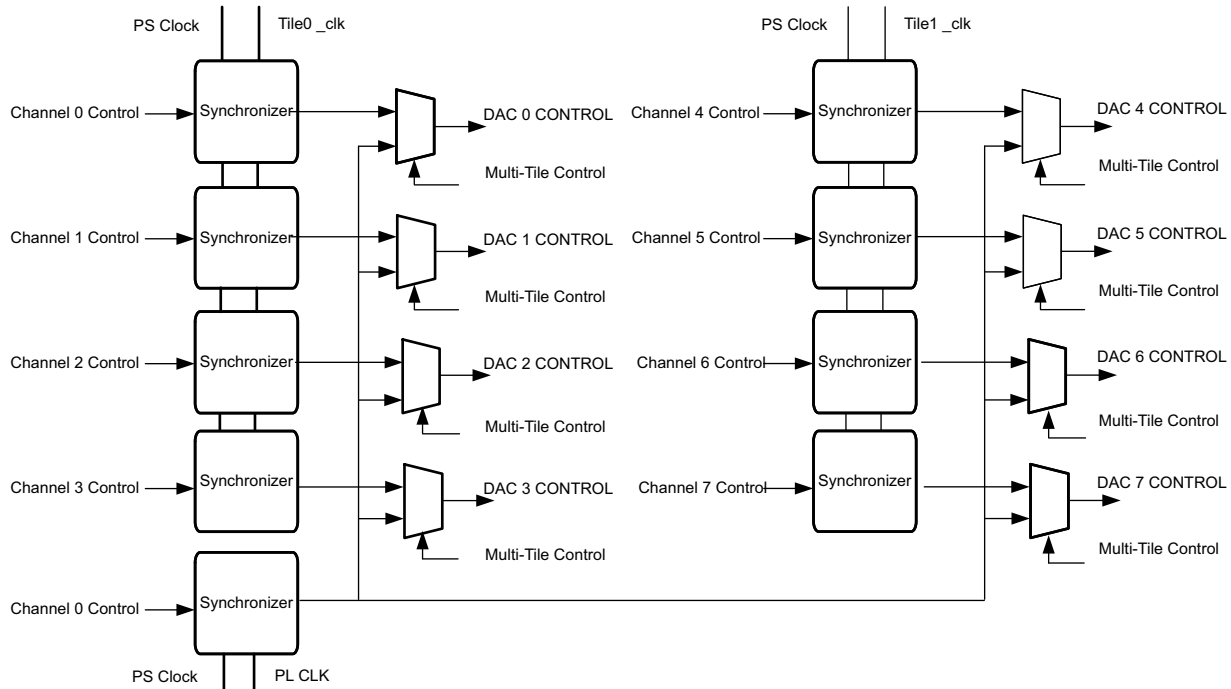 PS Clock
Tile0 _clk
PS Clock
Tile1 _clk
Channel 0 Control
Synchronizer
DAC 0 CONTROL
Multi-Tile Control
Channel 4 Control
Synchronizer
DAC 4 CONTROL
Multi-Tile Control
Channel 1 Control
Synchronizer
DAC 1 CONTROL
Multi-Tile Control
Channel 5 Control
Synchronizer
DAC 5 CONTROL
Multi-Tile Control
Channel 2 Control
Synchronizer
DAC 2 CONTROL
Multi-Tile Control
Channel 6 Control
Synchronizer
DAC 6 CONTROL
Multi-Tile Control
Channel 3 Control
Synchronizer
DAC 3 CONTROL
Multi-Tile Control
Channel 7 Control
Synchronizer
DAC 7 CONTROL
Multi-Tile Control
Channel 0 Control
Synchronizer
PS Clock
PL CLK